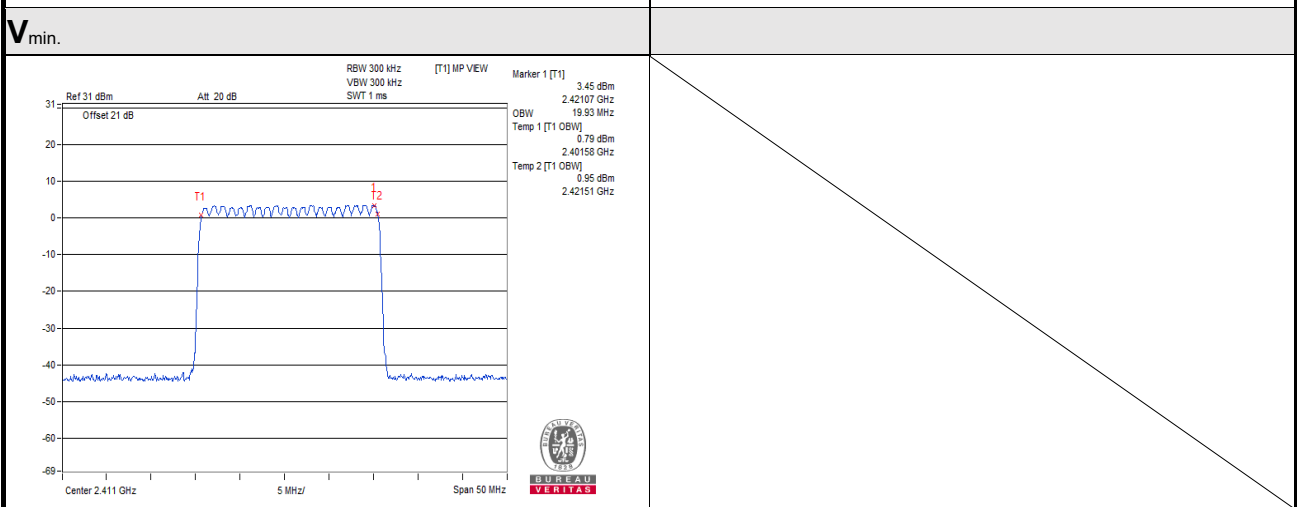 Vmin.
RBW 300 kHz [T1] MP VIEW
VBW 300 kHz
Ref 31 dBm Att 20 dB SWT 1 ms
Offset 21 dB
Marker 1 [T1]
3.45 dBm
2.42107 GHz
OBW 19.93 MHz
Temp 1 [T1 OBW]
0.79 dBm
2.40158 GHz
Temp 2 [T1 OBW]
0.95 dBm
2.42151 GHz
31
20
10
0
-10
-20
-30
-40
-50
-60
-69
T1
1
T2
Center 2.411 GHz 5 MHz/ Span 50 MHz
BUREAU VERITAS
1828
BUREAU
VERITAS